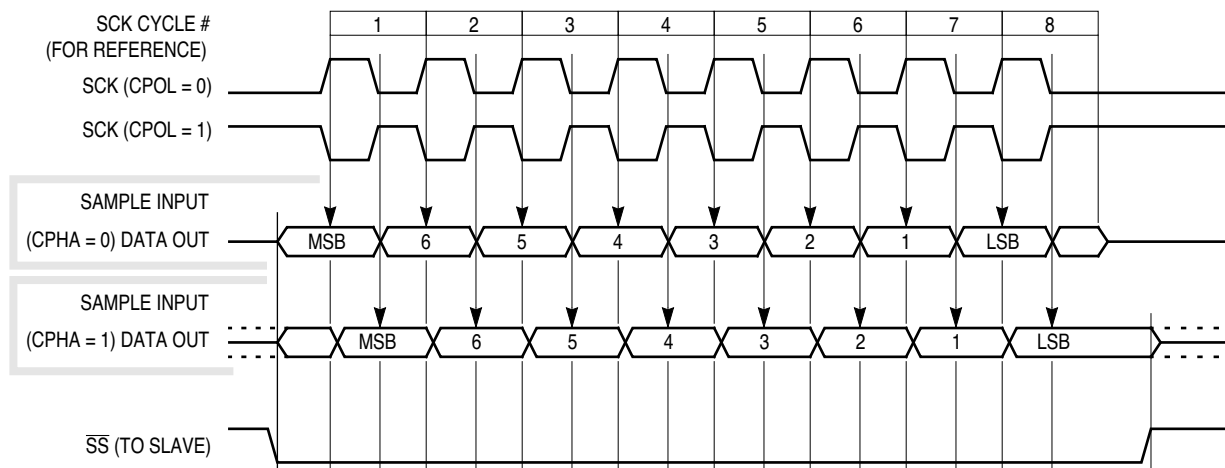 SCK CYCLE # 1 2 3 4 5 6 7 8
(FOR REFERENCE)
SCK (CPOL = 0)
SCK (CPOL = 1)
SAMPLE INPUT
(CPHA = 0) DATA OUT MSB 6 5 4 3 2 1 LSB
SAMPLE INPUT
(CPHA = 1) DATA OUT MSB 6 5 4 3 2 1 LSB
SS (TO SLAVE)